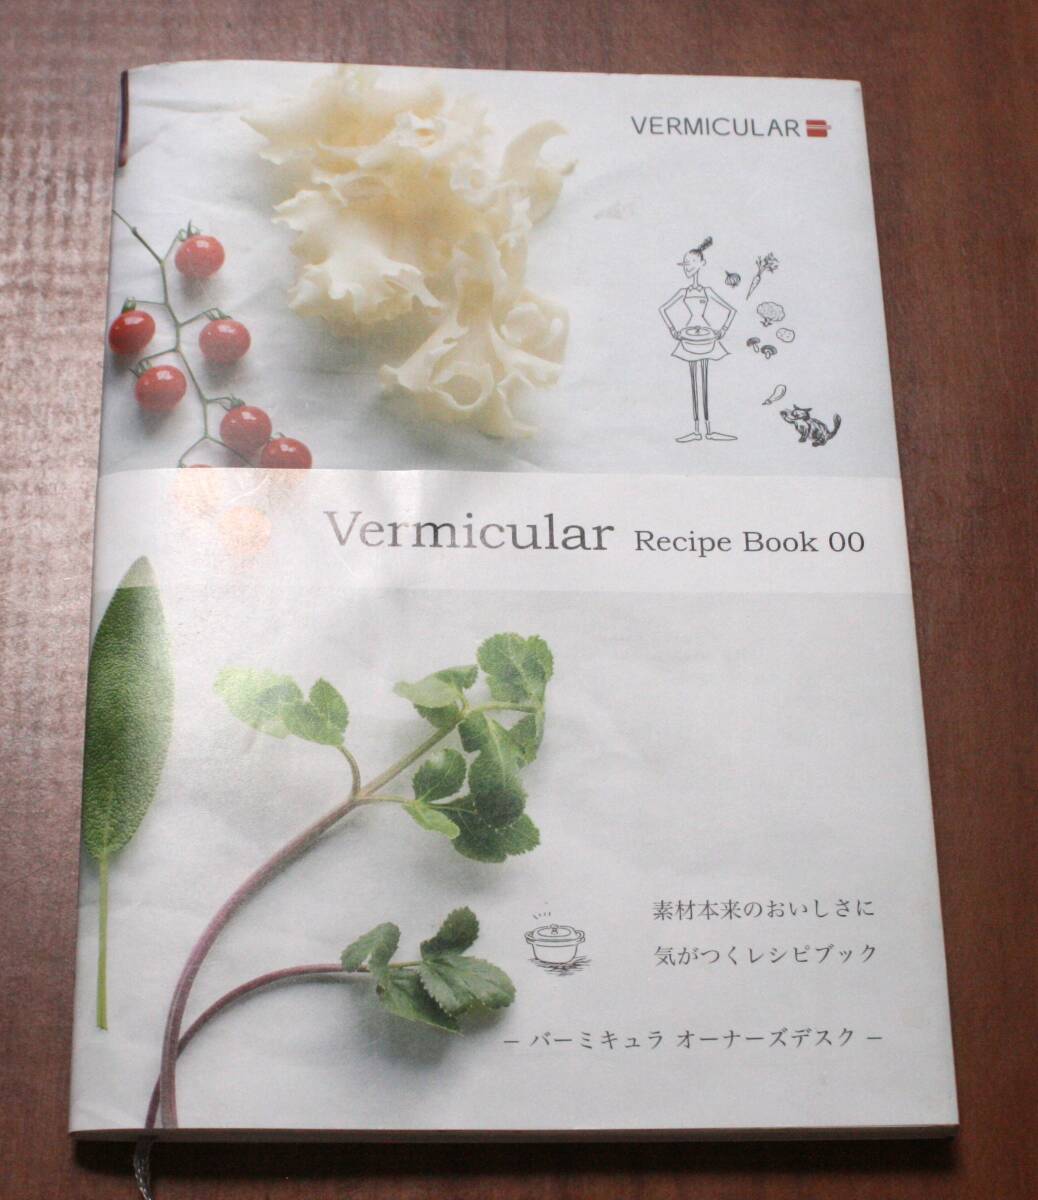 VERMICULAR
Vermicular Recipe Book 00
素材本来のおいしさに
気がつくレシピブック
– バーミキュラ オーナーズデスク –